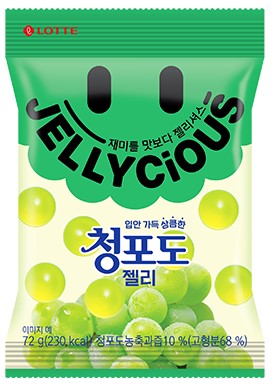 LOTTE
JELLYCiOUS
재미를 맛보다 젤리셔스
입안 가득 상큼한
청포도
젤리
이미지 예
72 g(230 kcal) 청포도농축과즙10 %(고형분68 %)